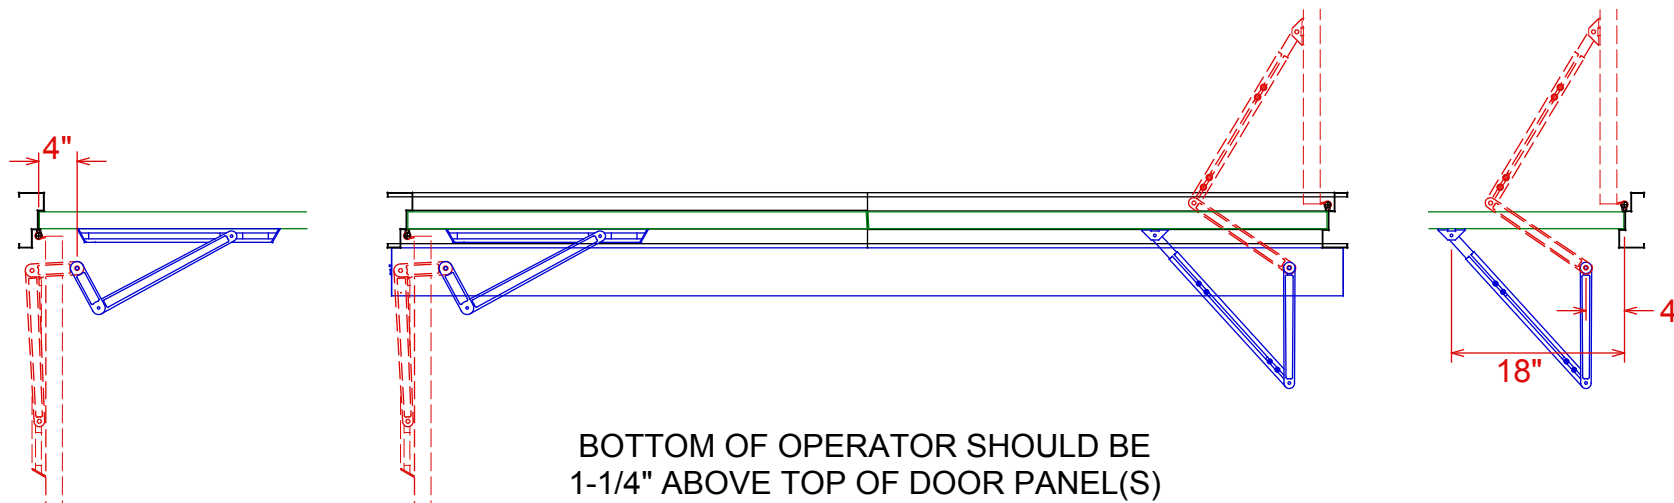 4"
4
18"
BOTTOM OF OPERATOR SHOULD BE
1-1/4" ABOVE TOP OF DOOR PANEL(S)